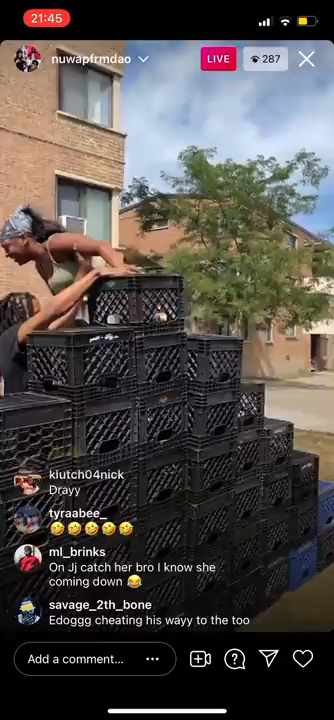 21:45
nuwapfrmdao
LIVE
287
klutch04nick
Drayy
tyraabee_
ml_brinks
On Jj catch her bro I know she
coming down
savage_2th_bone
Edoggg cheating his wayy to the too
Add a comment...